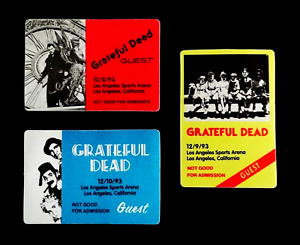 Grateful Dead
GUEST
12/8/93
Los Angeles Sports Arena
Los Angeles, California
NOT GOOD FOR ADMISSION
GRATEFUL DEAD
12/9/93
Los Angeles Sports Arena
Los Angeles, California
NOT GOOD
FOR ADMISSION
GUEST
GRATEFUL
DEAD
12/10/93
Los Angeles Sports Arena
Los Angeles, California
NOT GOOD
FOR ADMISSION
Guest